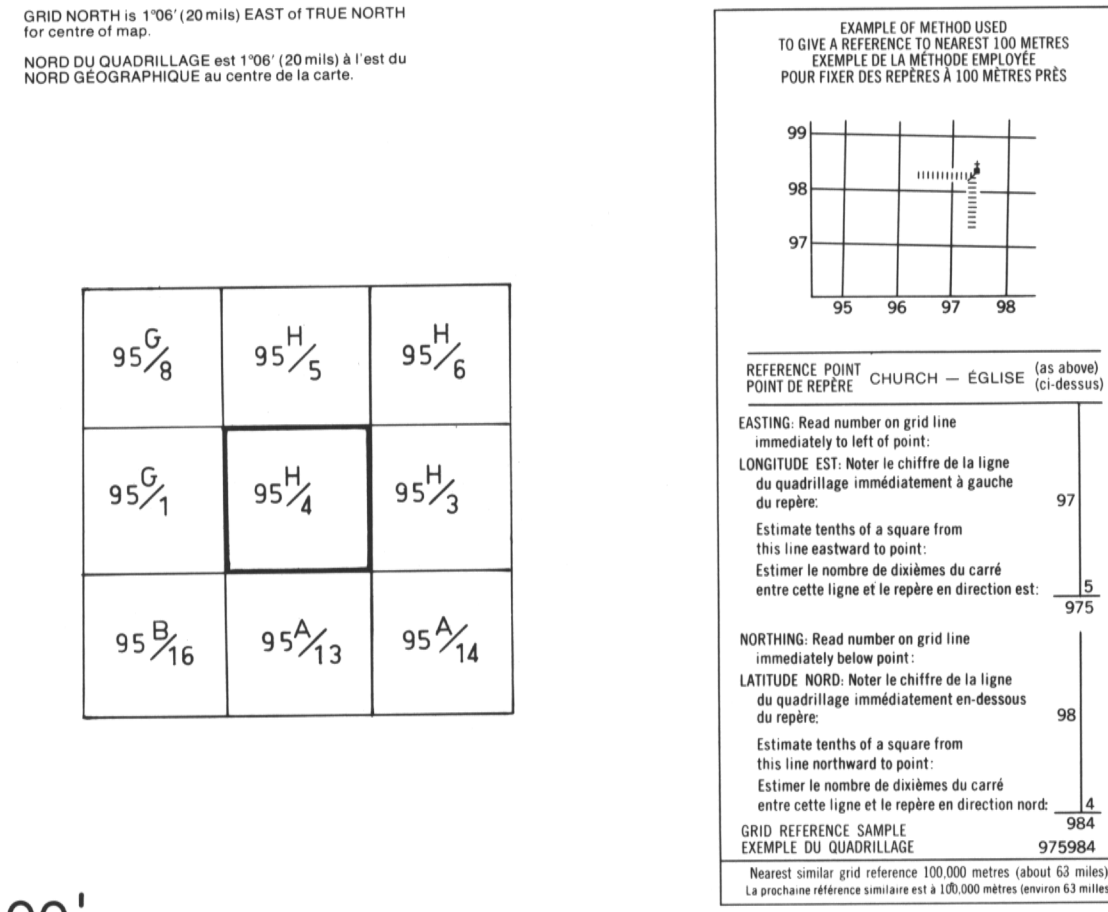 GRID NORTH is 1°06' (20 mils) EAST of TRUE NORTH
for centre of map.
NORD DU QUADRILLAGE est 1°06' (20 mils) à l'est du
NORD GÉOGRAPHIQUE au centre de la carte.
95 G/8 95 H/5 95 H/6
95 G/1 95 H/4 95 H/3
95 B/16 95 A/13 95 A/14
EXAMPLE OF METHOD USED
TO GIVE A REFERENCE TO NEAREST 100 METRES
EXEMPLE DE LA MÉTHODE EMPLOYÉE
POUR FIXER DES REPÈRES À 100 MÈTRES PRÈS
99
98
97
95 96 97 98
REFERENCE POINT
POINT DE REPÈRE
CHURCH — ÉGLISE
(as above)
(ci-dessus)
EASTING: Read number on grid line
immediately to left of point:
LONGITUDE EST: Noter le chiffre de la ligne
du quadrillage immédiatement à gauche
du repère: 97
Estimate tenths of a square from
this line eastward to point:
Estimer le nombre de dixièmes du carré
entre cette ligne et le repère en direction est: 5
975
NORTHING: Read number on grid line
immediately below point:
LATITUDE NORD: Noter le chiffre de la ligne
du quadrillage immédiatement en-dessous
du repère: 98
Estimate tenths of a square from
this line northward to point:
Estimer le nombre de dixièmes du carré
entre cette ligne et le repère en direction nord: 4
984
GRID REFERENCE SAMPLE
EXEMPLE DU QUADRILLAGE 975984
Nearest similar grid reference 100,000 metres (about 63 miles)
La prochaine référence similaire est à 100,000 mètres (environ 63 milles